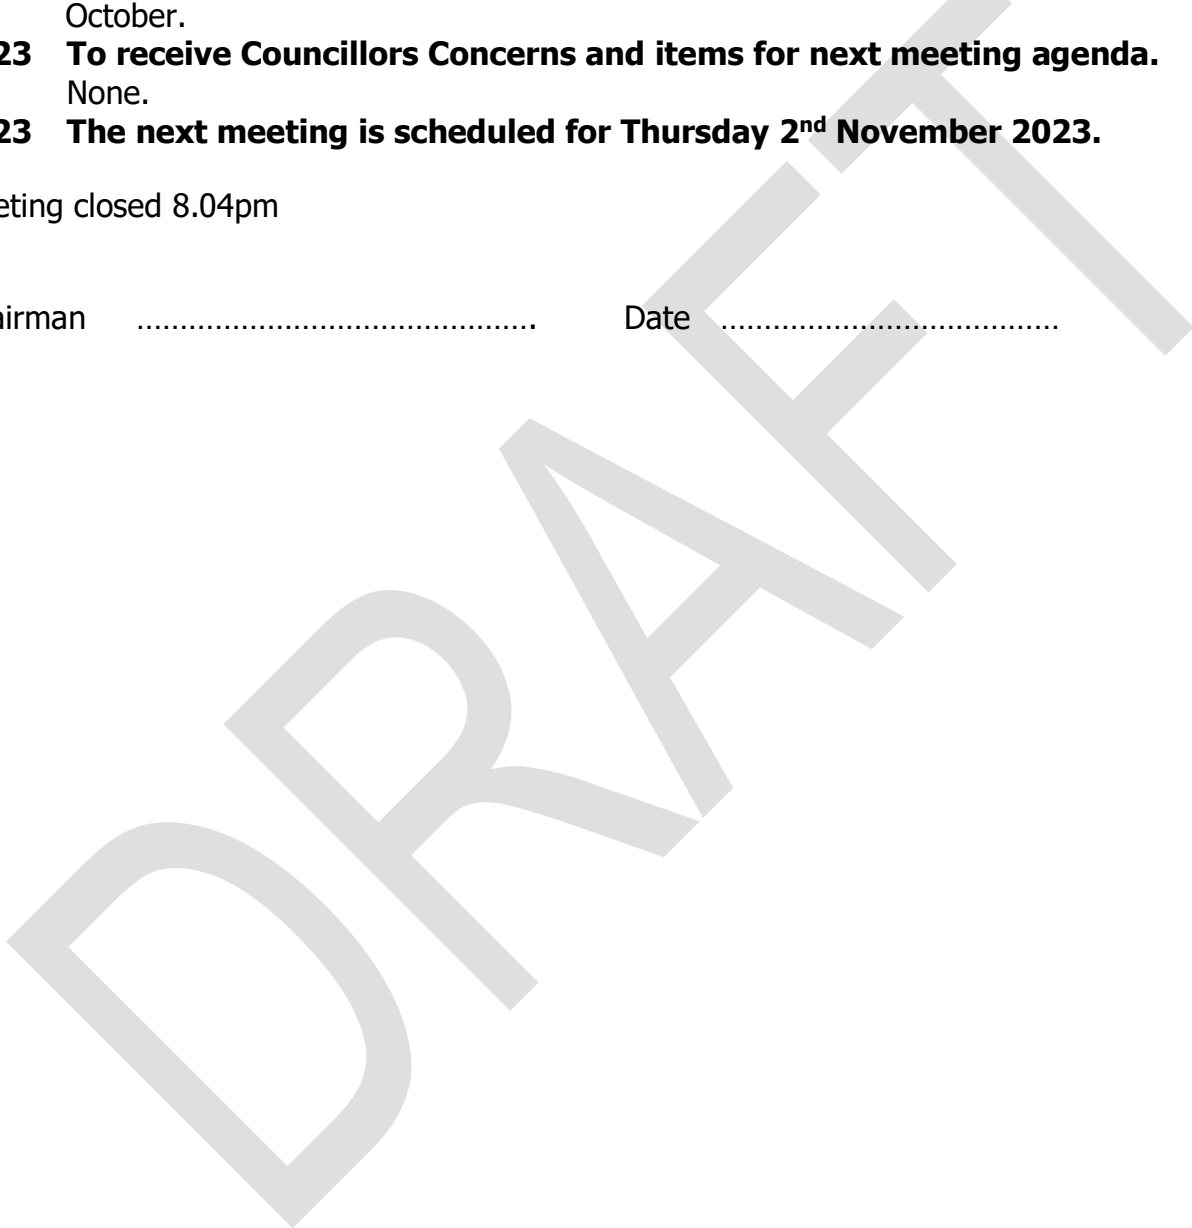 October.
23 To receive Councillors Concerns and items for next meeting agenda.
None.
23 The next meeting is scheduled for Thursday 2nd November 2023.
eting closed 8.04pm
airman ………………………………………. Date …………………………………
DRAFT